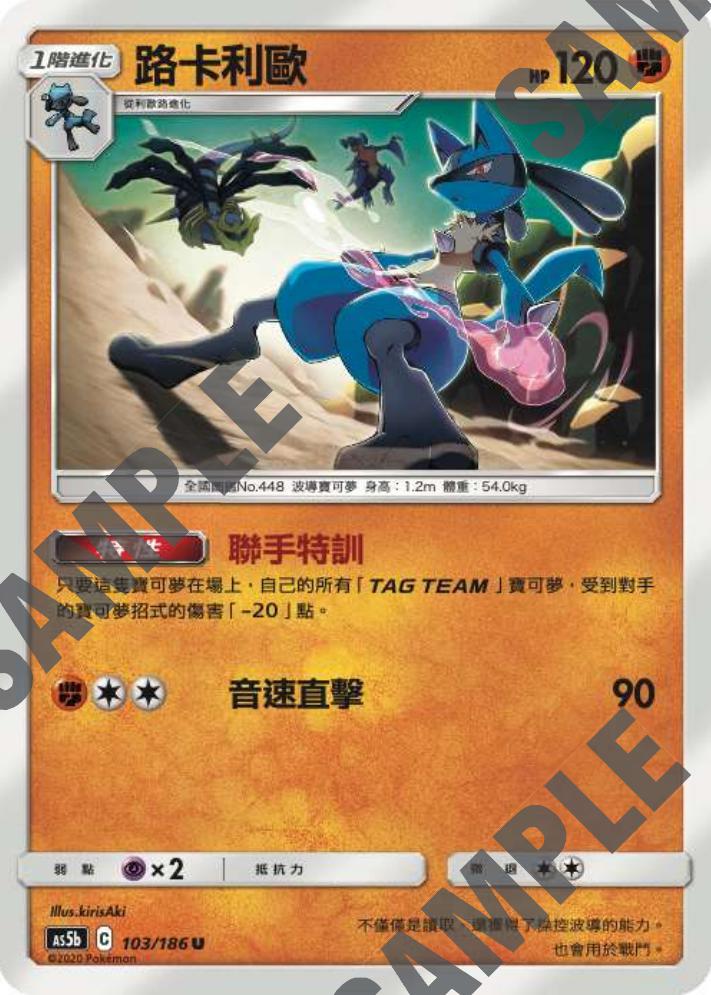 1階進化 路卡利歐 HP 120
從利歐路進化
全國圖鑑No.448 波導寶可夢 身高:1.2m 體重:54.0kg
特性 聯手特訓
只要這隻寶可夢在場上,自己的所有「TAG TEAM」寶可夢,受到對手
的寶可夢招式的傷害「-20」點。
音速直擊 90
弱點 ×2 抵抗力 撤退
Illus.kirisAki
不僅僅是讀取,還獲得了操控波導的能力。
AS5b C 103/186 U
也會用於戰鬥。
©2020 Pokémon
SAMPLE
SAMPLE
SAMPLE